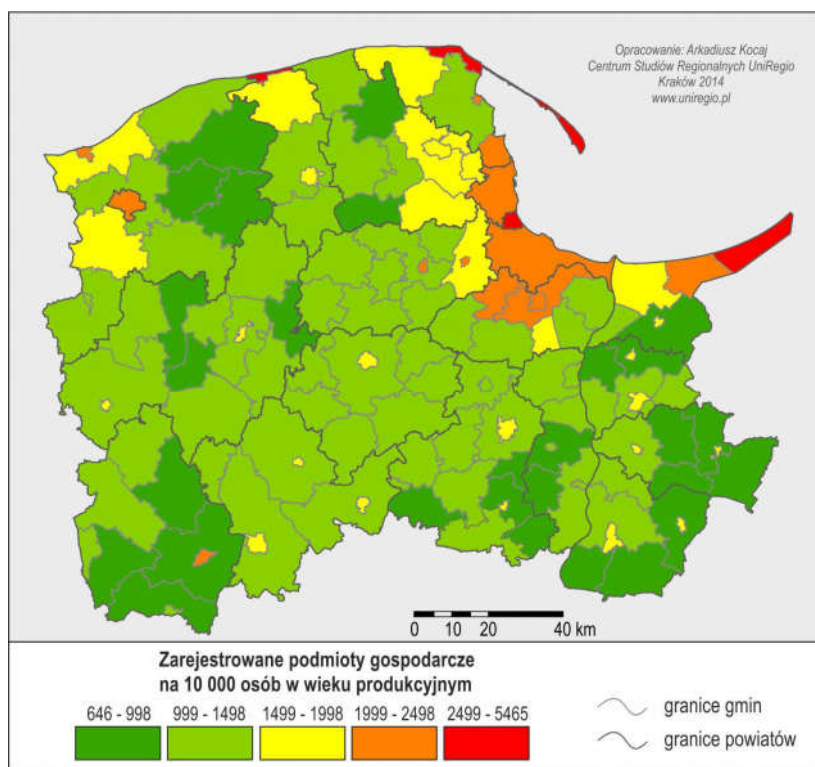 Opracowanie: Arkadiusz Kocaj
Centrum Studiów Regionalnych UniRegio
Kraków 2014
www.uniregio.pl
0 10 20 40 km
Zarejestrowane podmioty gospodarcze
na 10 000 osób w wieku produkcyjnym
646 - 998 999 - 1498 1499 - 1998 1999 - 2498 2499 - 5465
granice gmin
granice powiatów